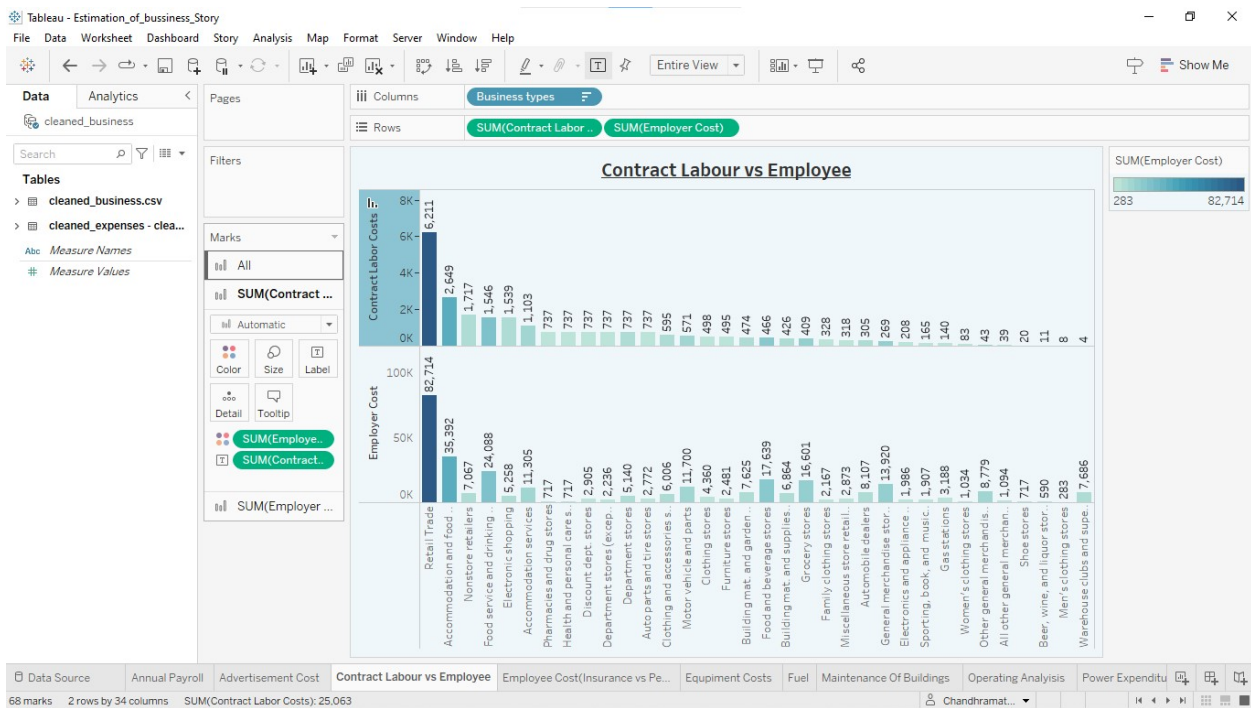 Tableau - Estimation_of_bussiness_Story
File Data Worksheet Dashboard Story Analysis Map Format Server Window Help
Entire View
Show Me
Data Analytics
cleaned_business
Search
Tables
cleaned_business.csv
cleaned_expenses - clea...
Abc Measure Names
# Measure Values
Pages
Filters
Marks
All
SUM(Contract ...
Automatic
Color Size Label
Detail Tooltip
SUM(Employe..
SUM(Contract..
SUM(Employer ...
iii Columns Business types
Rows SUM(Contract Labor .. SUM(Employer Cost)
Contract Labour vs Employee
Contract Labor Costs
8K
6K
4K
2K
0K
6,211 2,649 1,717 1,546 1,539 1,103 737 737 737 737 737 737 595 571 498 495 474 466 426 409 328 318 305 269 208 165 140 83 43 39 20 11 8 4
Employer Cost
100K
50K
0K
82,714 35,392 7,067 24,088 5,258 11,305 717 717 2,905 2,236 5,140 2,772 6,006 11,700 4,360 2,481 7,625 17,639 6,864 16,601 2,167 2,873 8,107 13,920 1,986 1,907 3,188 1,034 8,779 1,094 717 590 283 7,686
Retail Trade
Accommodation and food ..
Nonstore retailers
Food service and drinking ..
Electronic shopping
Accommodation services
Pharmacies and drug stores
Health and personal care s..
Discount dept. stores
Department stores (excep..
Department stores
Auto parts and tire stores
Clothing and accessories s..
Motor vehicle and parts
Clothing stores
Furniture stores
Building mat. and garden ..
Food and beverage stores
Building mat. and supplies..
Grocery stores
Family clothing stores
Miscellaneous store retail..
Automobile dealers
General merchandise stor..
Electronics and appliance ..
Sporting, book, and music..
Gas stations
Women's clothing stores
Other general merchandis..
All other general merchan..
Shoe stores
Beer, wine, and liquor stor..
Men's clothing stores
Warehouse clubs and supe..
SUM(Employer Cost)
283 82,714
Data Source Annual Payroll Advertisement Cost Contract Labour vs Employee Employee Cost(Insurance vs Pe... Equpiment Costs Fuel Maintenance Of Buildings Operating Analyisis Power Expenditu
68 marks 2 rows by 34 columns SUM(Contract Labor Costs): 25,063 Chandhramat...